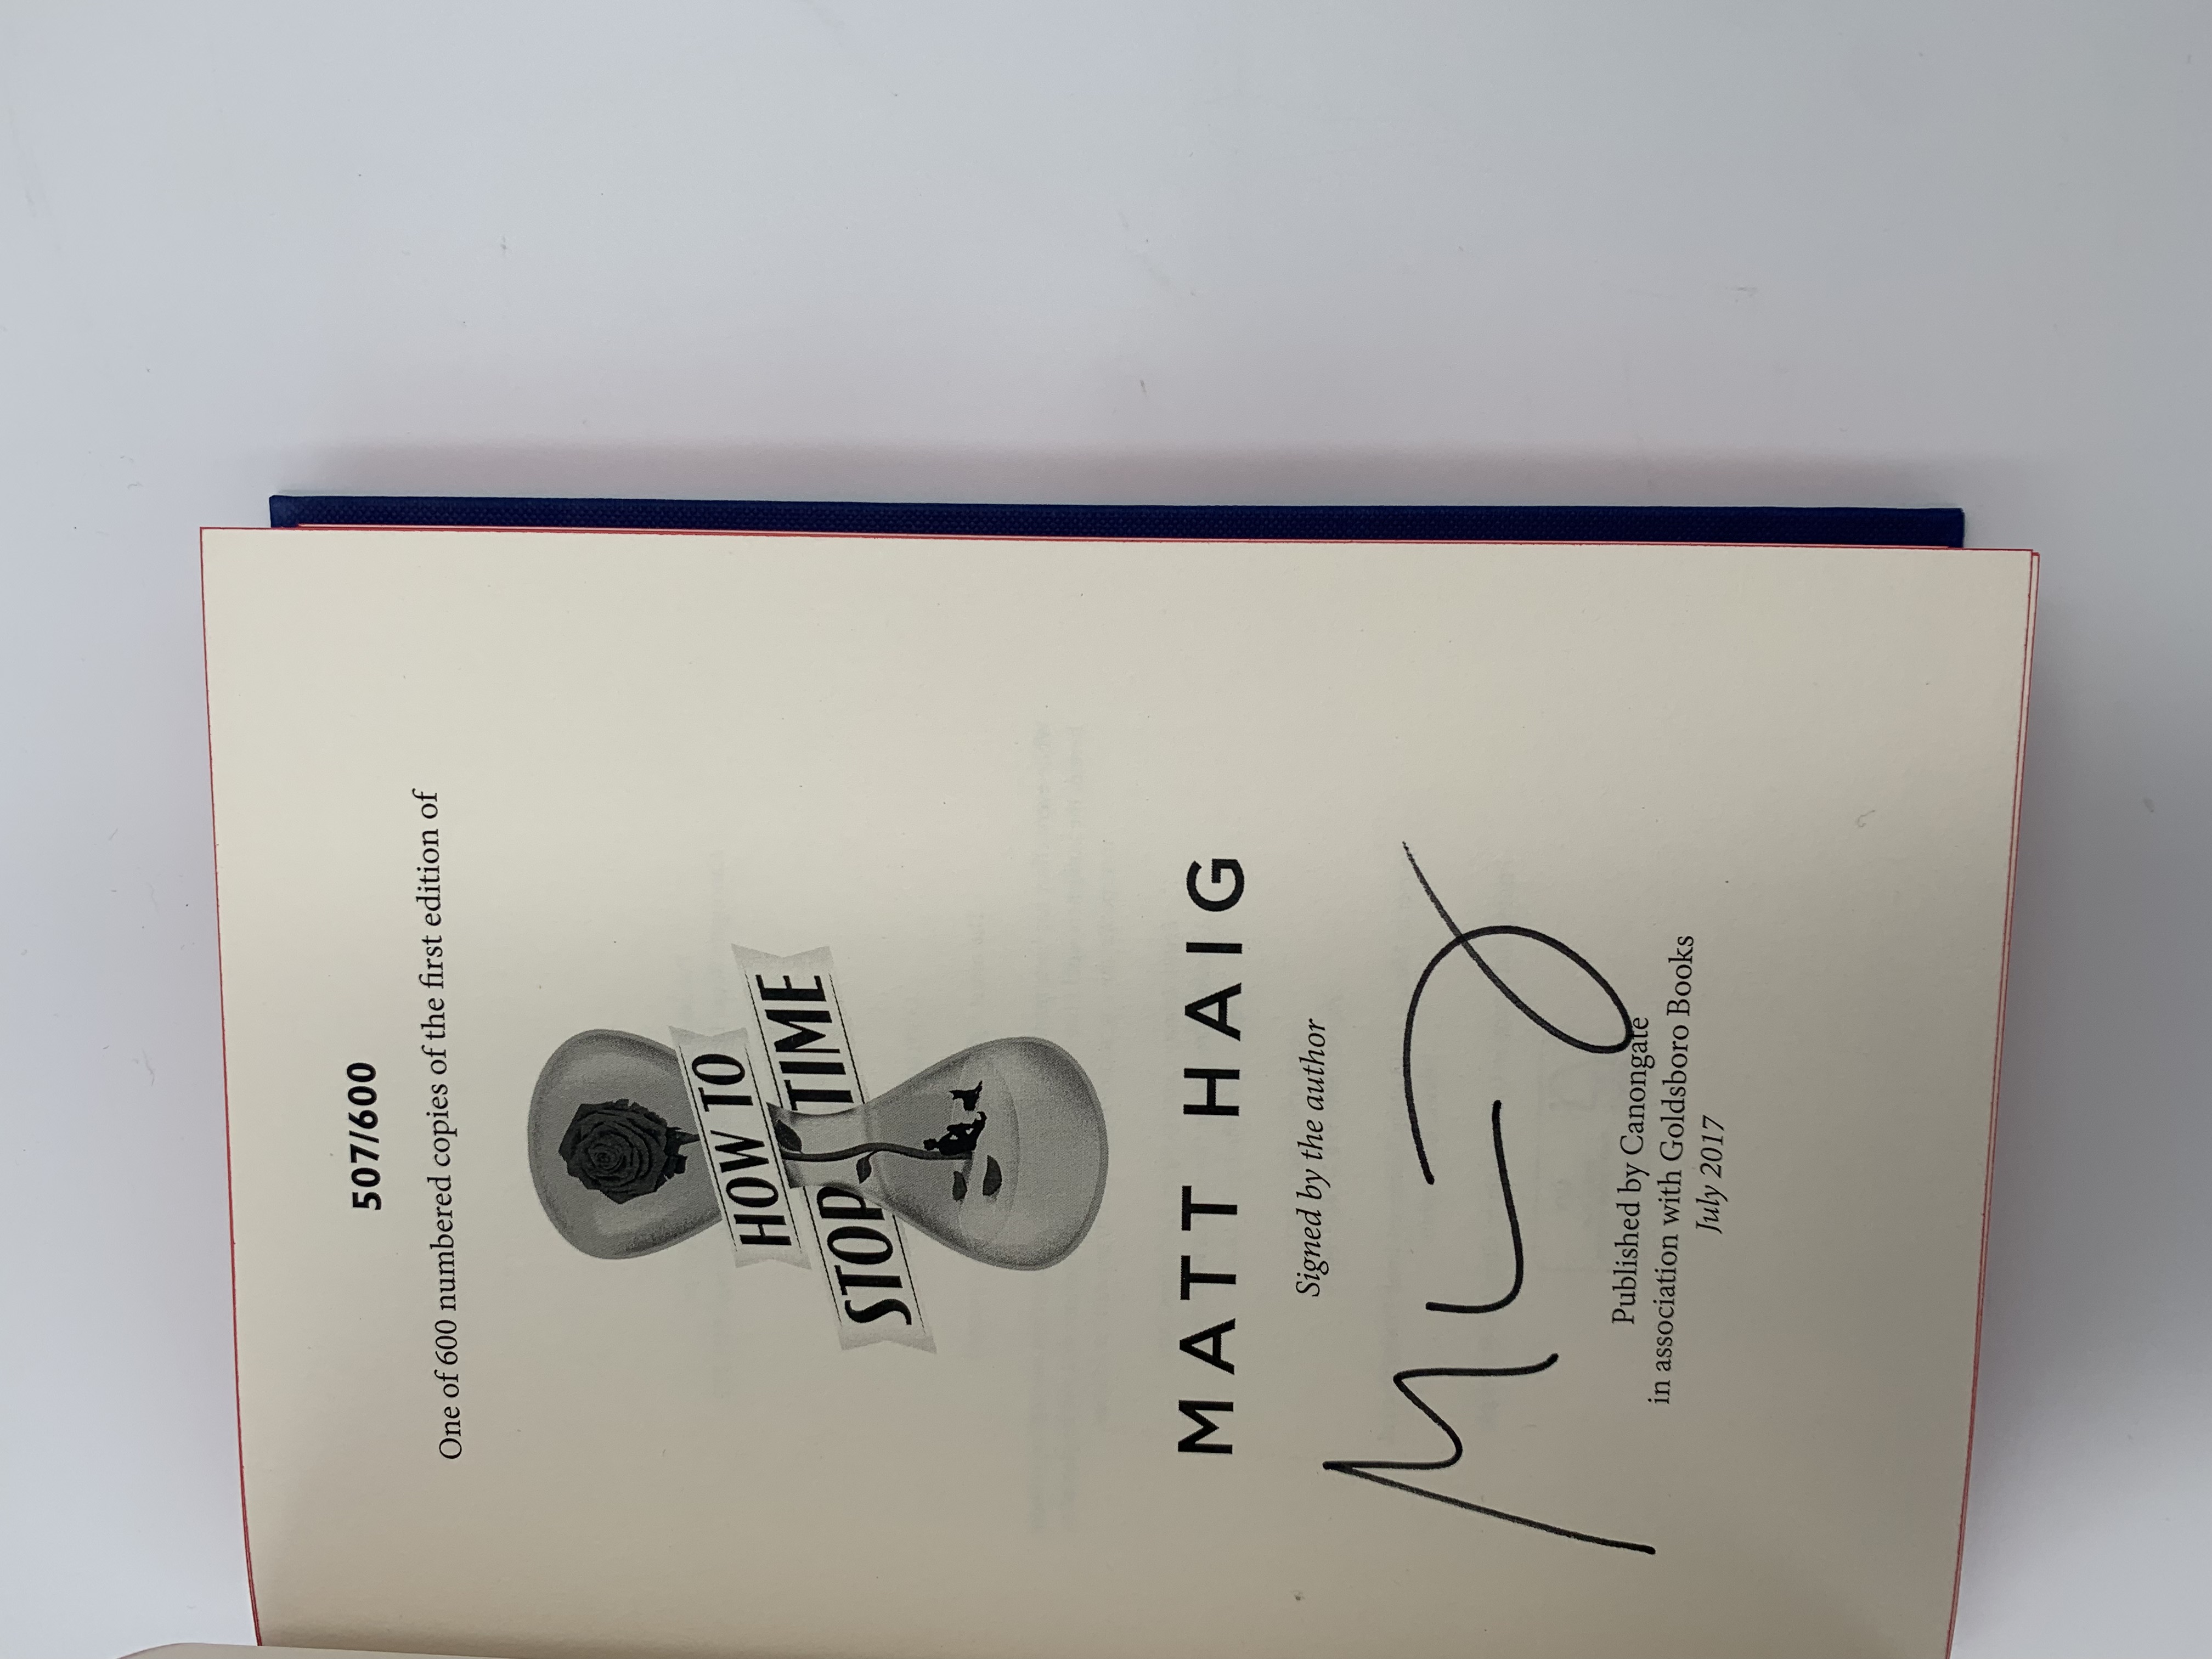 507/600
One of 600 numbered copies of the first edition of
HOW TO
STOP TIME
MATT HAIG
Signed by the author
Published by Canongate
in association with Goldsboro Books
July 2017